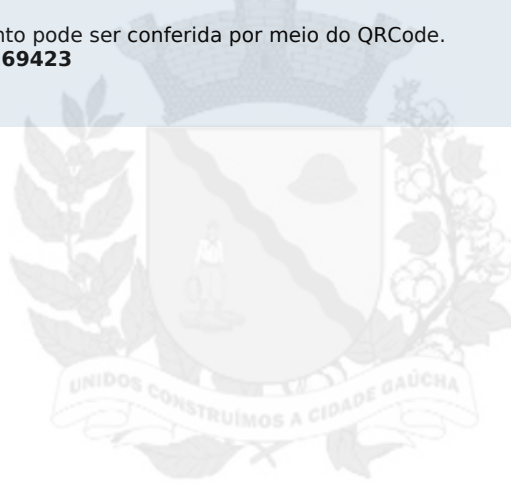 nto pode ser conferida por meio do QRCode.
69423
UNIDOS CONSTRUÍMOS A CIDADE GAÚCHA